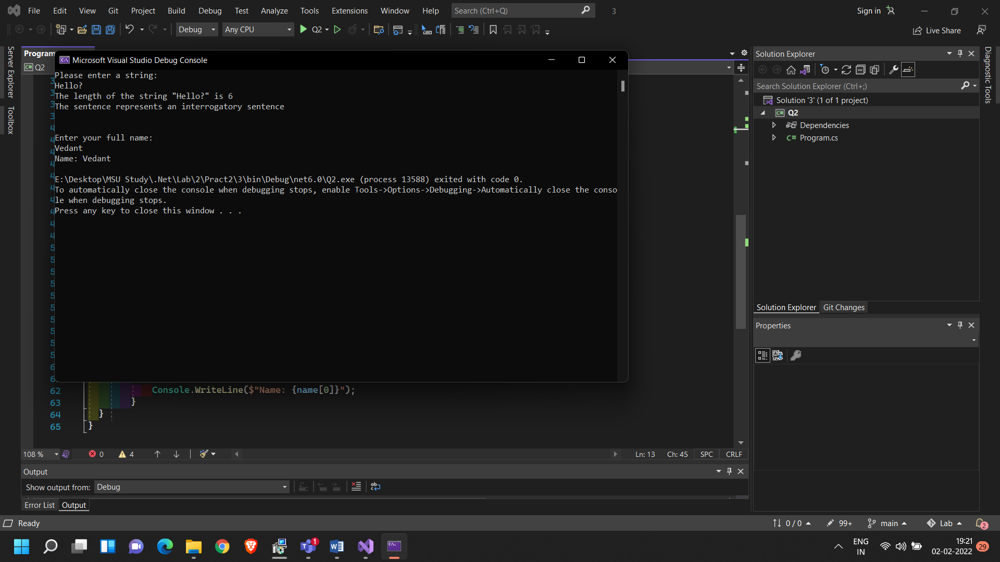 File Edit View Git Project Build Debug Test Analyze Tools Extensions Window Help Search (Ctrl+Q) 3 Sign in
Debug Any CPU Q2 Live Share
Server Explorer
Toolbox
Program
Q2
Microsoft Visual Studio Debug Console
Please enter a string:
Hello?
The length of the string "Hello?" is 6
The sentence represents an interrogatory sentence
Enter your full name:
Vedant
Name: Vedant
E:\Desktop\MSU Study\.Net\Lab\2\Pract2\3\bin\Debug\net6.0\Q2.exe (process 13588) exited with code 0.
To automatically close the console when debugging stops, enable Tools->Options->Debugging->Automatically close the conso
le when debugging stops.
Press any key to close this window . . .
62 Console.WriteLine($"Name: {name[0]}");
63 }
64 }
65 }
108 % 0 4 Ln: 13 Ch: 45 SPC CRLF
Output
Show output from: Debug
Error List Output
Solution Explorer
Search Solution Explorer (Ctrl+;)
Solution '3' (1 of 1 project)
C# Q2
Dependencies
C# Program.cs
Solution Explorer Git Changes
Properties
Diagnostic Tools
Ready 0 / 0 99+ main Lab 2
1 ENG
IN
19:21
02-02-2022 29